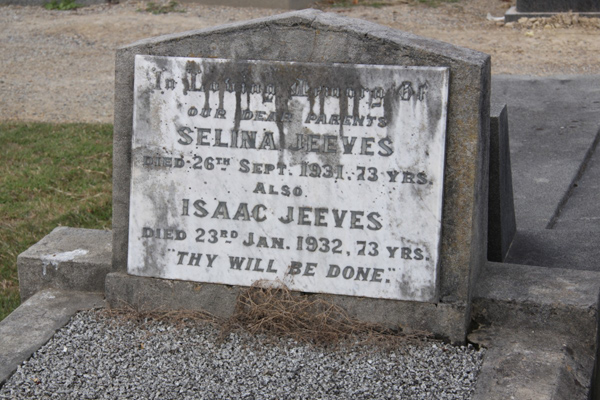 In Loving Memory Of
OUR DEAR PARENTS
SELINA JEEVES
DIED 26TH SEPT. 1931. 73 YRS.
ALSO
ISAAC JEEVES
DIED 23RD JAN. 1932, 73 YRS.
"THY WILL BE DONE".